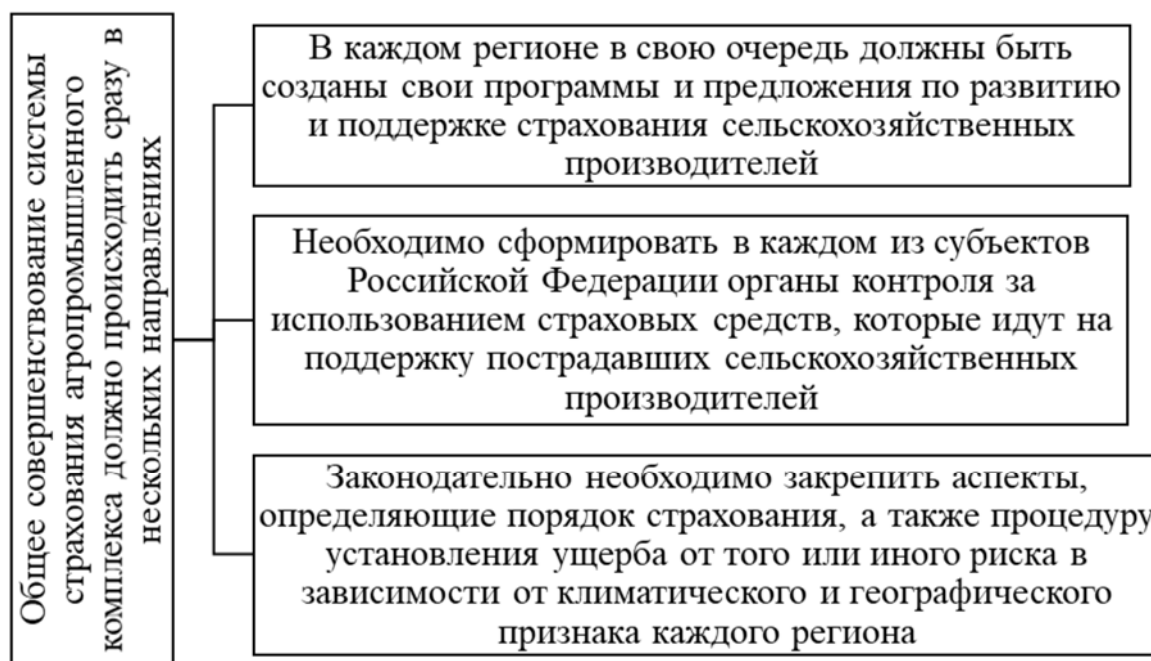 Общее совершенствование системы
страхования агропромышленного
комплекса должно происходить сразу в
нескольких направлениях
В каждом регионе в свою очередь должны быть
созданы свои программы и предложения по развитию
и поддержке страхования сельскохозяйственных
производителей
Необходимо сформировать в каждом из субъектов
Российской Федерации органы контроля за
использованием страховых средств, которые идут на
поддержку пострадавших сельскохозяйственных
производителей
Законодательно необходимо закрепить аспекты,
определяющие порядок страхования, а также процедуру
установления ущерба от того или иного риска в
зависимости от климатического и географического
признака каждого региона